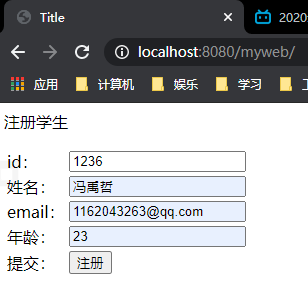 Title
2020
localhost:8080/myweb/
应用 计算机 娱乐 学习 工
注册学生
id： 1236
姓名： 冯禹哲
email： 1162043263@qq.com
年龄： 23
提交： 注册